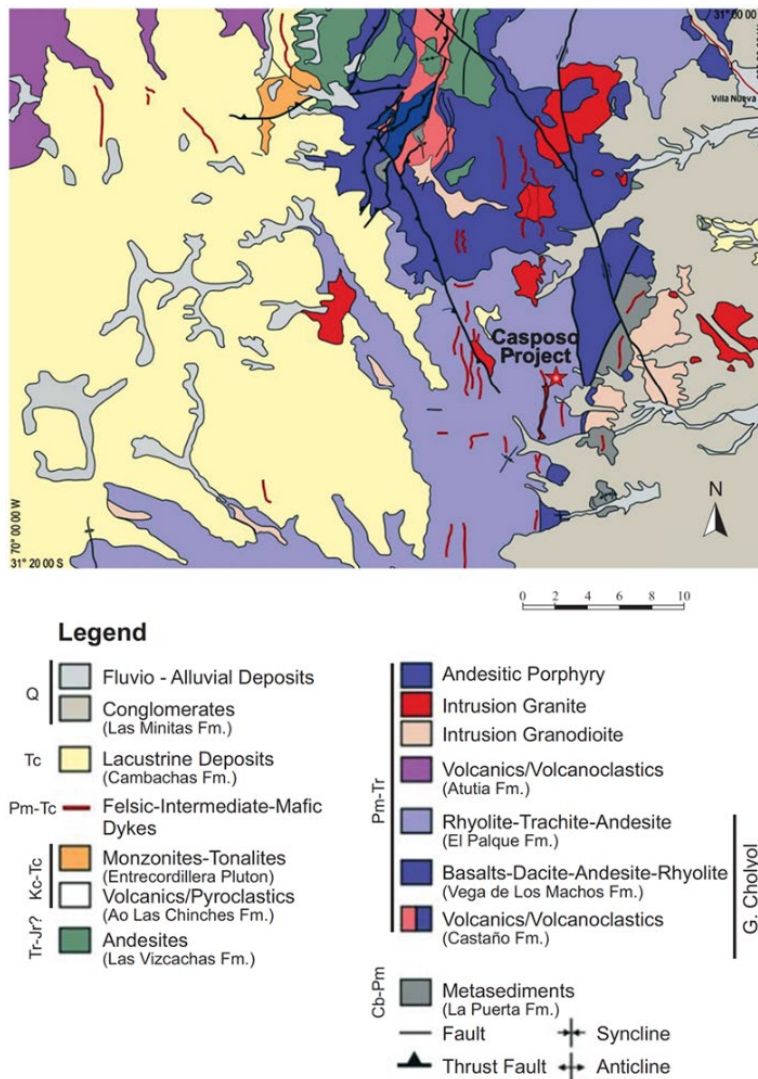 31° 00 00
Villa Nueva
Casposo
Project
N
70° 00 00 W
31° 20 00 S
0 2 4 6 8 10
Legend
Q
Fluvio - Alluvial Deposits
Conglomerates
(Las Minitas Fm.)
Tc
Lacustrine Deposits
(Cambachas Fm.)
Pm-Tc
Felsic-Intermediate-Mafic
Dykes
Kc-Tc
Monzonites-Tonalites
(Entrecordillera Pluton)
Volcanics/Pyroclastics
(Ao Las Chinches Fm.)
Tr-Jr?
Andesites
(Las Vizcachas Fm.)
Pm-Tr
Andesitic Porphyry
Intrusion Granite
Intrusion Granodioite
Volcanics/Volcanoclastics
(Atutia Fm.)
Rhyolite-Trachite-Andesite
(El Palque Fm.)
Basalts-Dacite-Andesite-Rhyolite
(Vega de Los Machos Fm.)
Volcanics/Volcanoclastics
(Castaño Fm.)
G. Cholyol
Cb-Pm
Metasediments
(La Puerta Fm.)
Fault
Syncline
Thrust Fault
Anticline